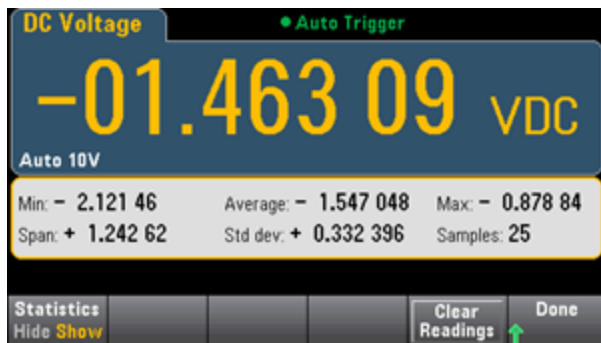 DC Voltage Auto Trigger
−01.463 09 VDC
Auto 10V
Min: − 2.121 46 Average: − 1.547 048 Max: − 0.878 84
Span: + 1.242 62 Std dev: + 0.332 396 Samples: 25
Statistics Clear Done
Hide Show Readings